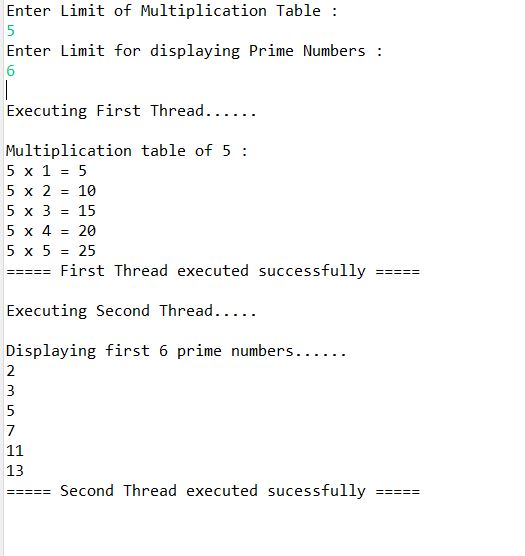 Enter Limit of Multiplication Table :
5
Enter Limit for displaying Prime Numbers :
6
Executing First Thread......
Multiplication table of 5 :
5 x 1 = 5
5 x 2 = 10
5 x 3 = 15
5 x 4 = 20
5 x 5 = 25
===== First Thread executed successfully =====
Executing Second Thread.....
Displaying first 6 prime numbers......
2
3
5
7
11
13
===== Second Thread executed sucessfully =====